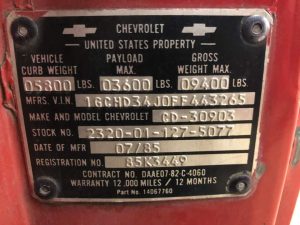 CHEVROLET
UNITED STATES PROPERTY
VEHICLE CURB WEIGHT PAYLOAD MAX. GROSS WEIGHT MAX.
05800 LBS. 03600 LBS. 09400 LBS.
MFRS. V.I.N. 1GCHD34J0FF443265
MAKE AND MODEL CHEVROLET CD-30903
STOCK NO. 2320-01-127-5077
DATE OF MFR 07/85
REGISTRATION NO. 85K3449
CONTRACT NO. DAAE07-82-C-4060
WARRANTY 12,000 MILES / 12 MONTHS
Part No. 14067760